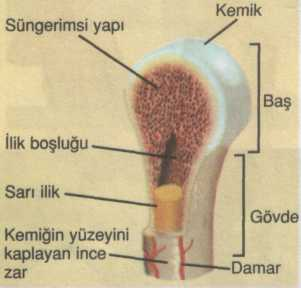 Kemik
Süngerimsi yapı
Baş
İlik boşluğu
Sarı ilik
Gövde
Kemiğin yüzeyini
kaplayan ince
zar
Damar